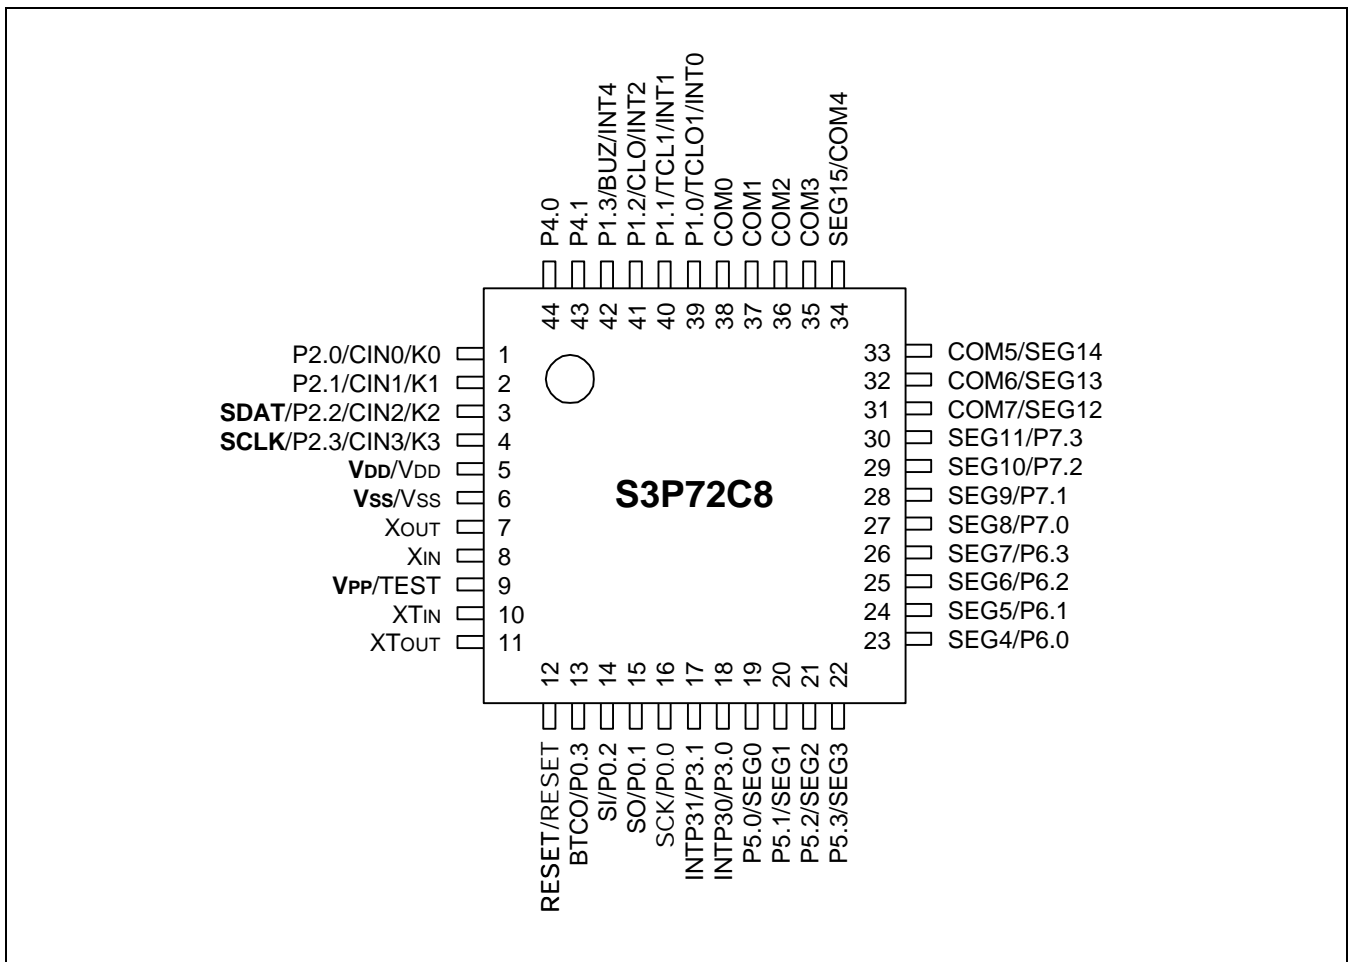 P4.0
P4.1
P1.3/BUZ/INT4
P1.2/CLO/INT2
P1.1/TCL1/INT1
P1.0/TCLO1/INT0
COM0
COM1
COM2
COM3
SEG15/COM4
44
43
42
41
40
39
38
37
36
35
34
P2.0/CIN0/K0 1
P2.1/CIN1/K1 2
SDAT/P2.2/CIN2/K2 3
SCLK/P2.3/CIN3/K3 4
VDD/VDD 5
VSS/VSS 6
XOUT 7
XIN 8
VPP/TEST 9
XTIN 10
XTOUT 11
S3P72C8
33 COM5/SEG14
32 COM6/SEG13
31 COM7/SEG12
30 SEG11/P7.3
29 SEG10/P7.2
28 SEG9/P7.1
27 SEG8/P7.0
26 SEG7/P6.3
25 SEG6/P6.2
24 SEG5/P6.1
23 SEG4/P6.0
12
13
14
15
16
17
18
19
20
21
22
RESET/RESET
BTCO/P0.3
SI/P0.2
SO/P0.1
SCK/P0.0
INTP31/P3.1
INTP30/P3.0
P5.0/SEG0
P5.1/SEG1
P5.2/SEG2
P5.3/SEG3